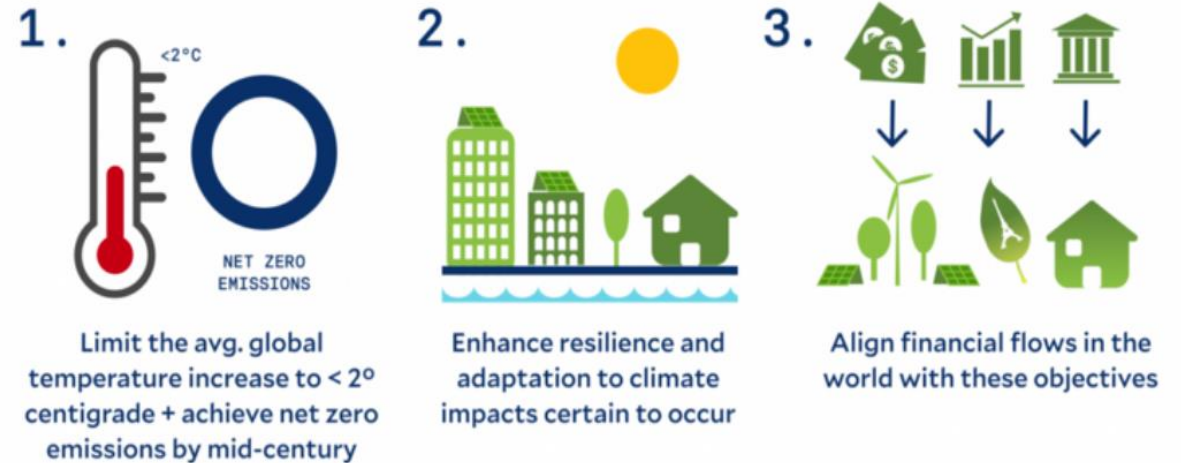 1.
<2°C
NET ZERO
EMISSIONS
Limit the avg. global
temperature increase to < 2º
centigrade + achieve net zero
emissions by mid-century
2.
Enhance resilience and
adaptation to climate
impacts certain to occur
3.
$
Align financial flows in the
world with these objectives